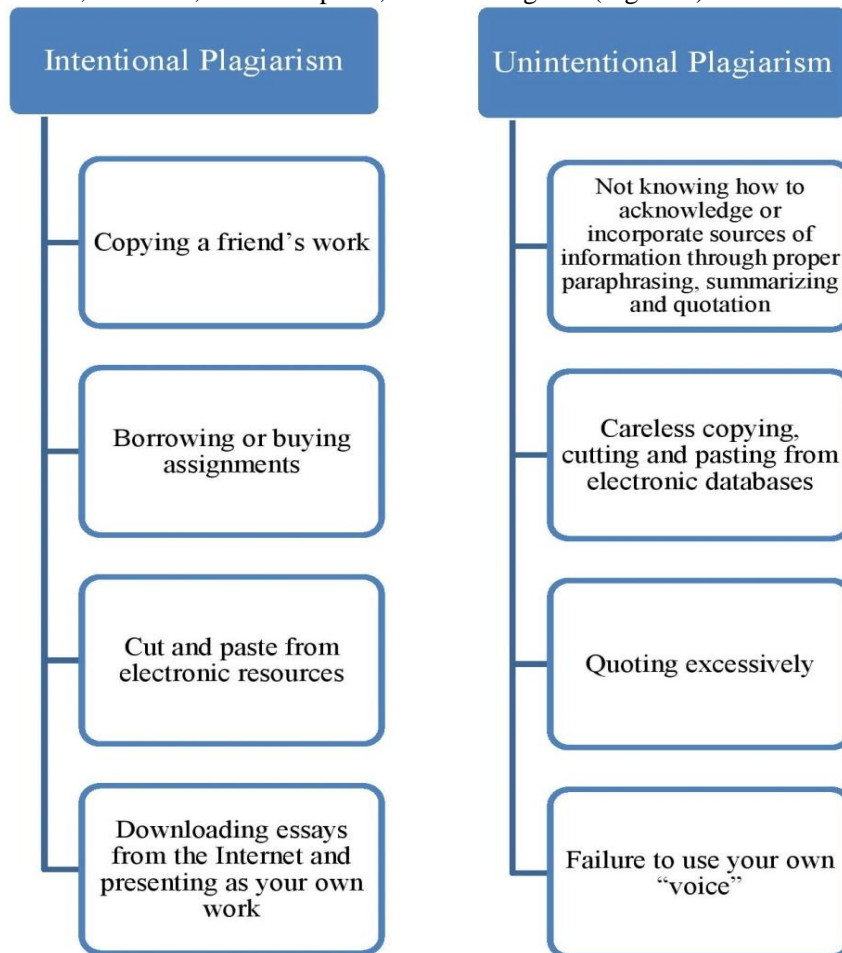 Intentional Plagiarism
Copying a friend's work
Borrowing or buying
assignments
Cut and paste from
electronic resources
Downloading essays
from the Internet and
presenting as your own
work
Unintentional Plagiarism
Not knowing how to
acknowledge or
incorporate sources of
information through proper
paraphrasing, summarizing
and quotation
Careless copying,
cutting and pasting from
electronic databases
Quoting excessively
Failure to use your own
“voice”